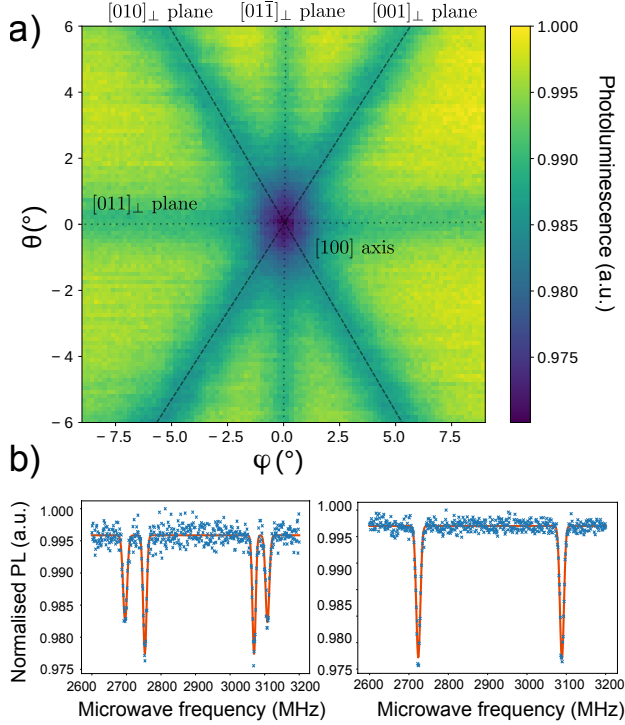 a)
[010]⊥ plane [011̄]⊥ plane [001]⊥ plane
6
4
2
0
−2
−4
−6
θ(°)
[011]⊥ plane
[100] axis
−7.5 −5.0 −2.5 0.0 2.5 5.0 7.5
φ(°)
1.000
0.995
0.990
0.985
0.980
0.975
Photoluminescence (a.u.)
b)
Normalised PL (a.u.)
1.000
0.995
0.990
0.985
0.980
0.975
2600 2700 2800 2900 3000 3100 3200
Microwave frequency (MHz)
1.000
0.995
0.990
0.985
0.980
0.975
2600 2700 2800 2900 3000 3100 3200
Microwave frequency (MHz)